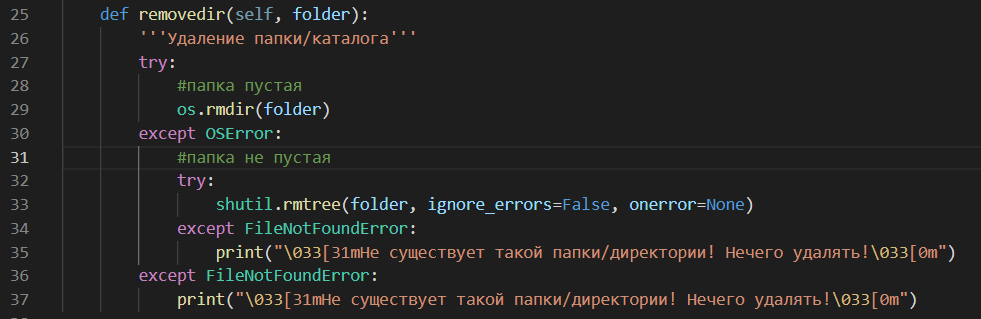 25 def removedir(self, folder):
26 '''Удаление папки/каталога'''
27 try:
28 #папка пустая
29 os.rmdir(folder)
30 except OSError:
31 #папка не пустая
32 try:
33 shutil.rmtree(folder, ignore_errors=False, onerror=None)
34 except FileNotFoundError:
35 print("\033[31mНе существует такой папки/директории! Нечего удалять!\033[0m")
36 except FileNotFoundError:
37 print("\033[31mНе существует такой папки/директории! Нечего удалять!\033[0m")